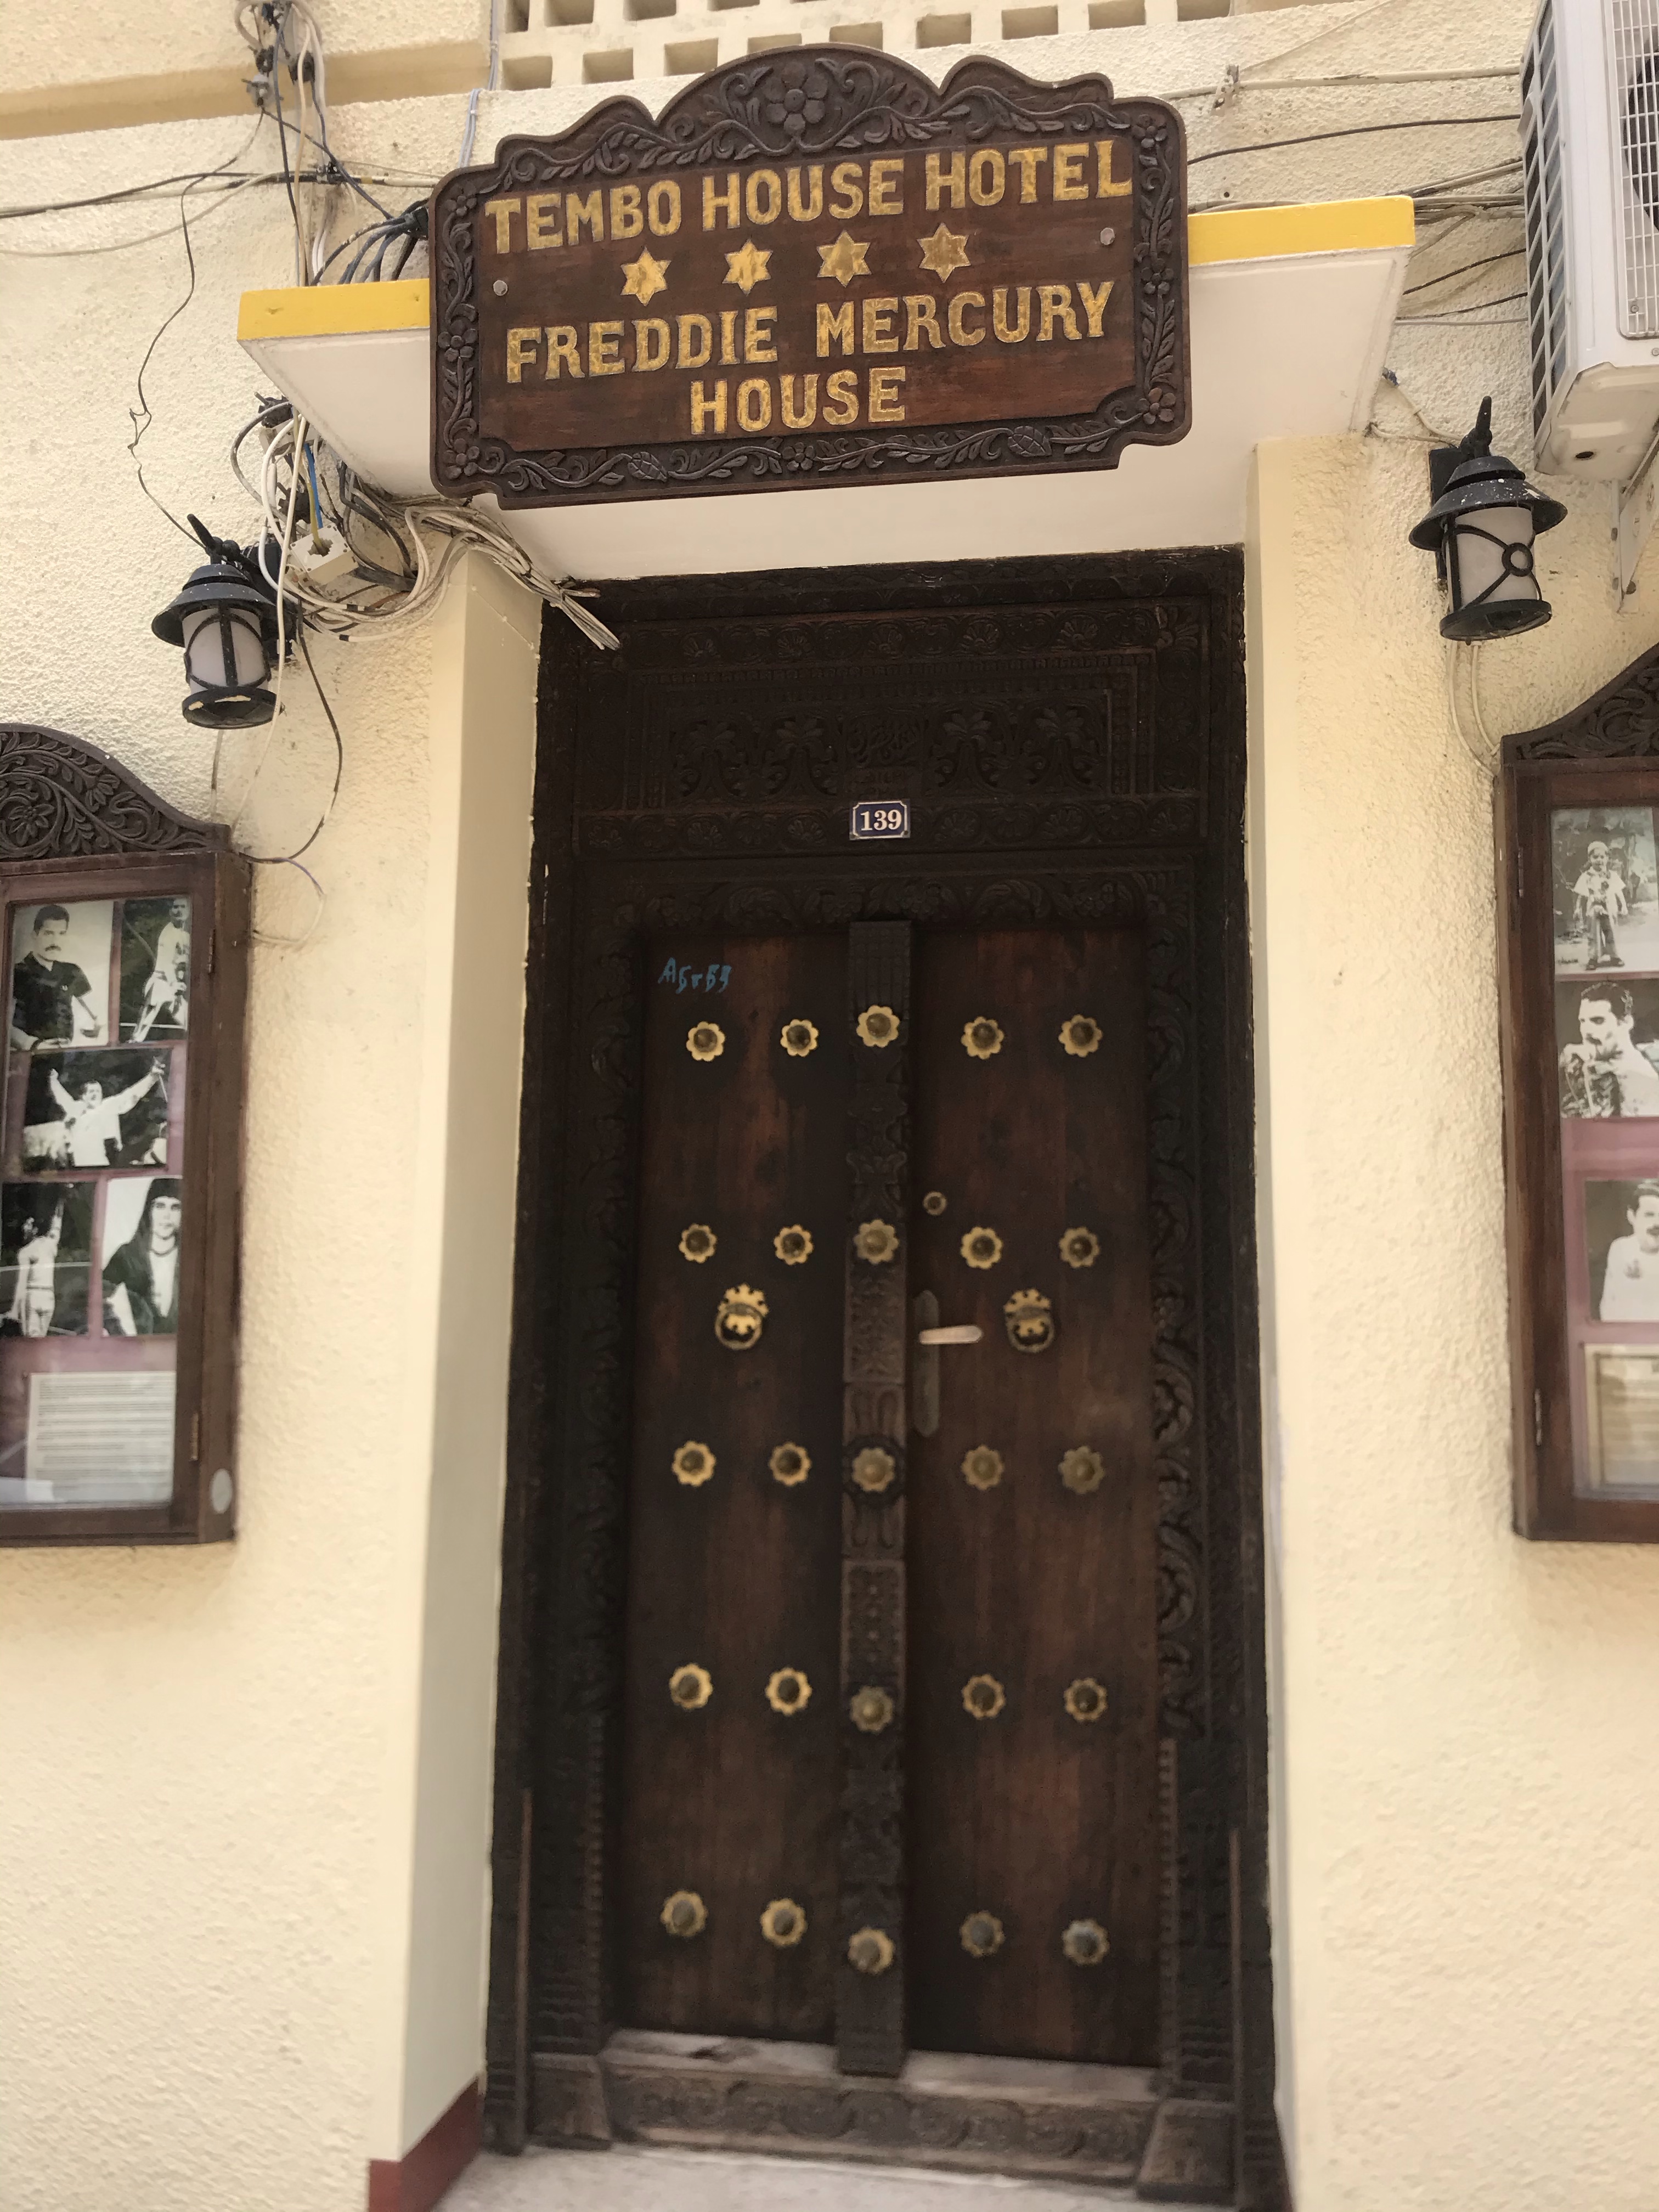 TEMBO HOUSE HOTEL
FREDDIE MERCURY
HOUSE
139